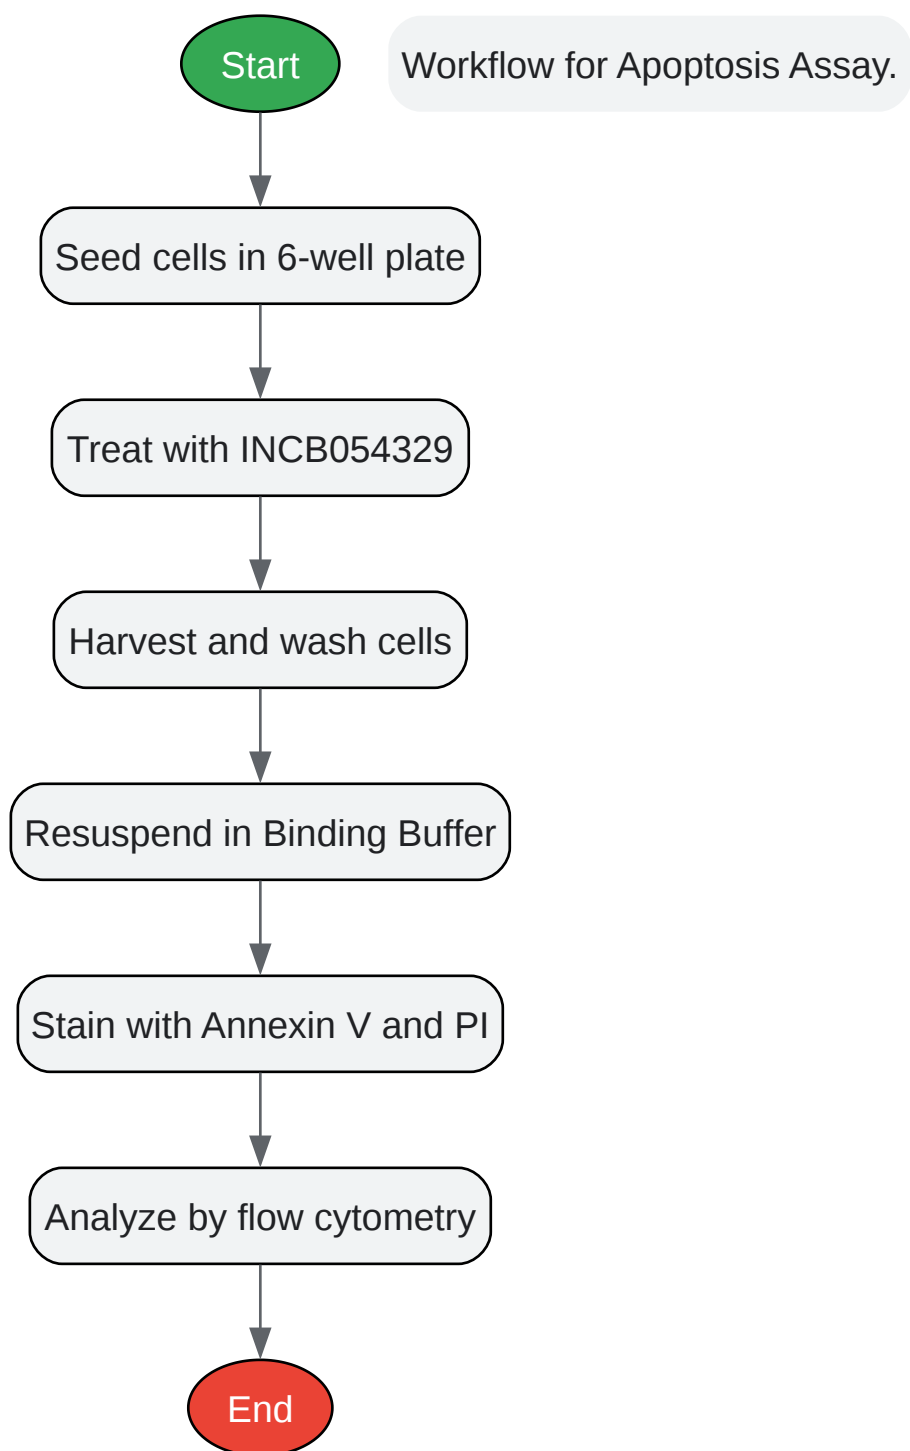 Start
Workflow for Apoptosis Assay.
Seed cells in 6-well plate
Treat with INCB054329
Harvest and wash cells
Resuspend in Binding Buffer
Stain with Annexin V and PI
Analyze by flow cytometry
End